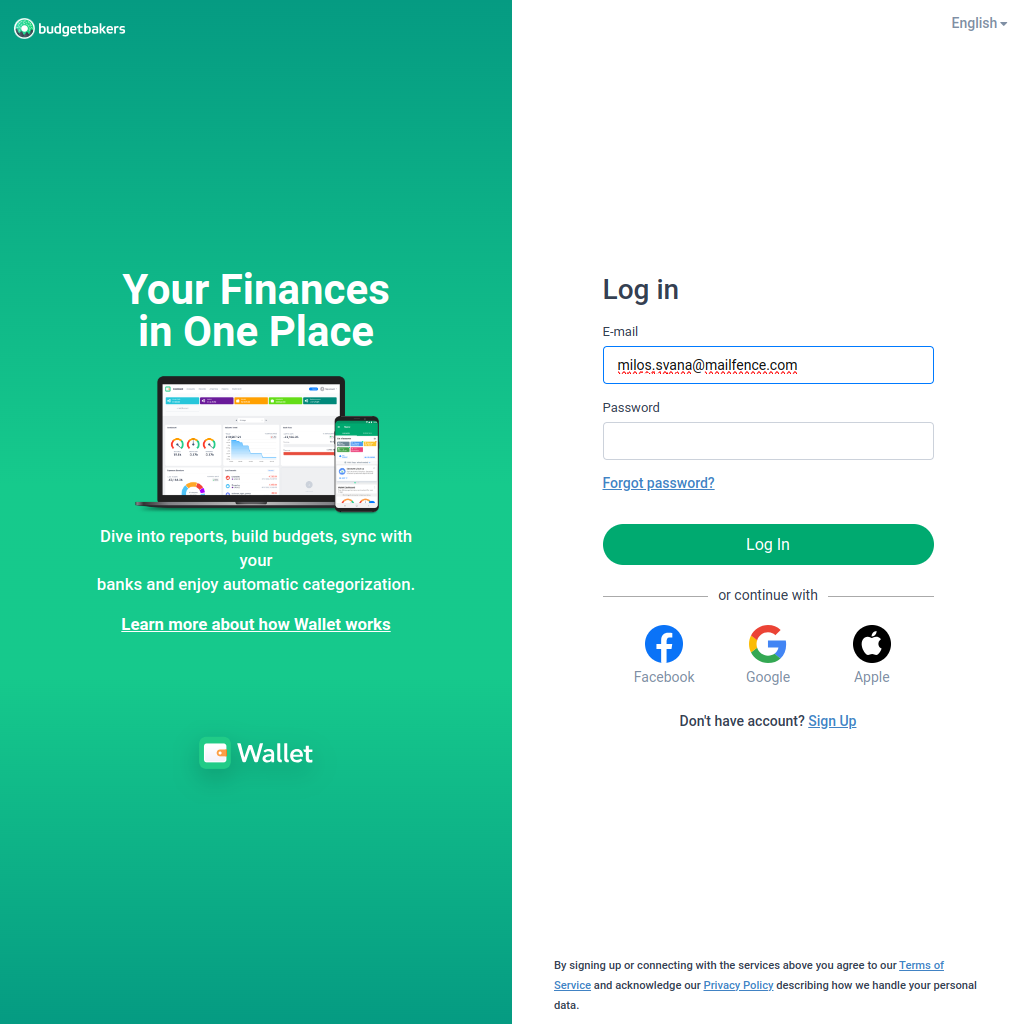 budgetbakers
English
Your Finances
in One Place
Dive into reports, build budgets, sync with
your
banks and enjoy automatic categorization.
Learn more about how Wallet works
Wallet
Log in
E-mail
milos.svana@mailfence.com
Password
Forgot password?
Log In
or continue with
Facebook
Google
Apple
Don't have account? Sign Up
By signing up or connecting with the services above you agree to our Terms of
Service and acknowledge our Privacy Policy describing how we handle your personal
data.